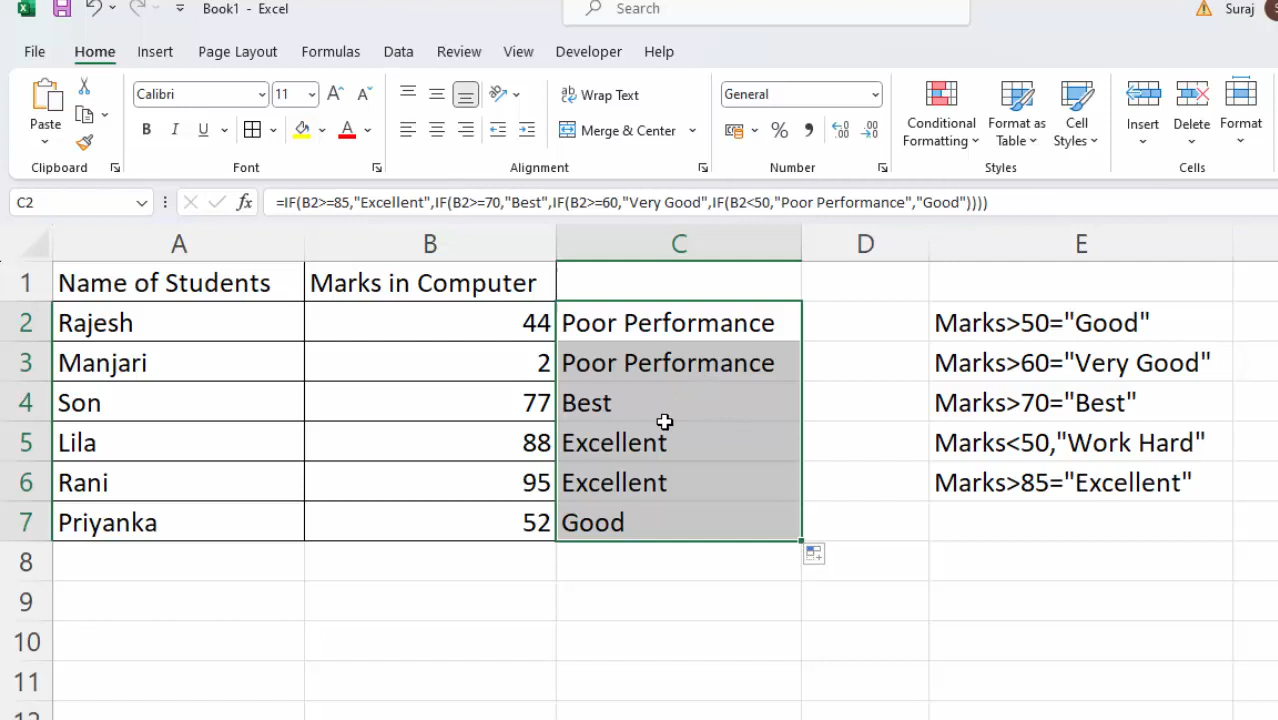 Book1 - Excel
Search
Suraj
File Home Insert Page Layout Formulas Data Review View Developer Help
Calibri 11
General
Wrap Text
Merge & Center
Paste
B I U
Conditional Formatting
Format as Table
Cell Styles
Insert Delete Format
Clipboard Font Alignment Number Styles Cells
C2
fx =IF(B2>=85,"Excellent",IF(B2>=70,"Best",IF(B2>=60,"Very Good",IF(B2<50,"Poor Performance","Good"))))
A B C D E
1 Name of Students Marks in Computer
2 Rajesh 44 Poor Performance Marks>50="Good"
3 Manjari 2 Poor Performance Marks>60="Very Good"
4 Son 77 Best Marks>70="Best"
5 Lila 88 Excellent Marks<50,"Work Hard"
6 Rani 95 Excellent Marks>85="Excellent"
7 Priyanka 52 Good
8
9
10
11